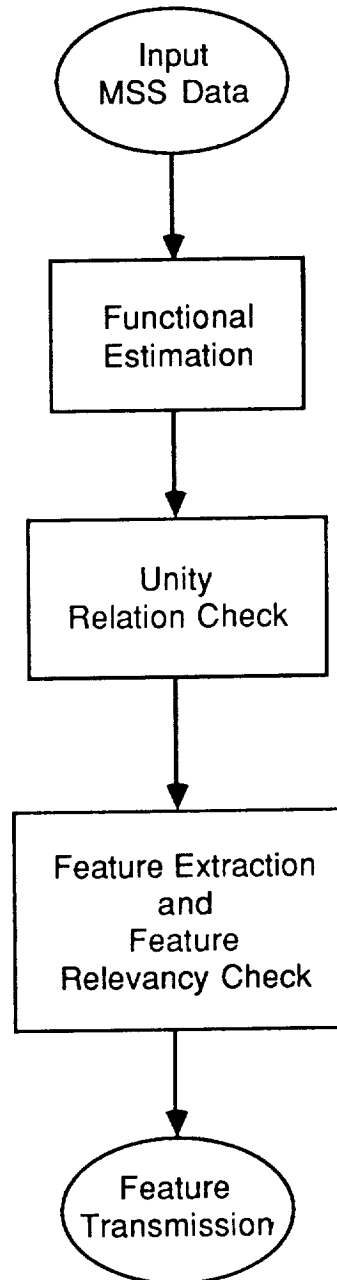 Input
MSS Data
Functional
Estimation
Unity
Relation Check
Feature Extraction
and
Feature
Relevancy Check
Feature
Transmission